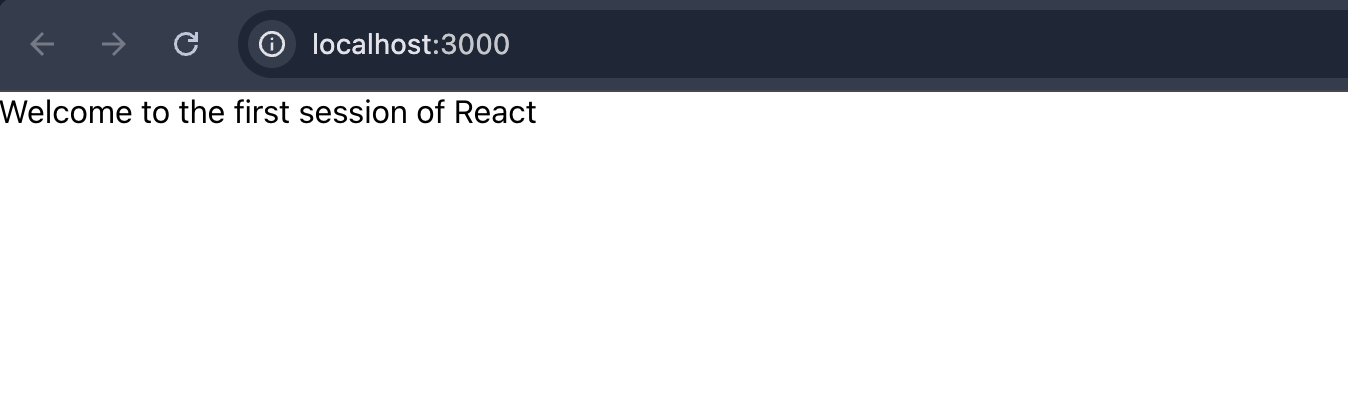 localhost:3000
Welcome to the first session of React